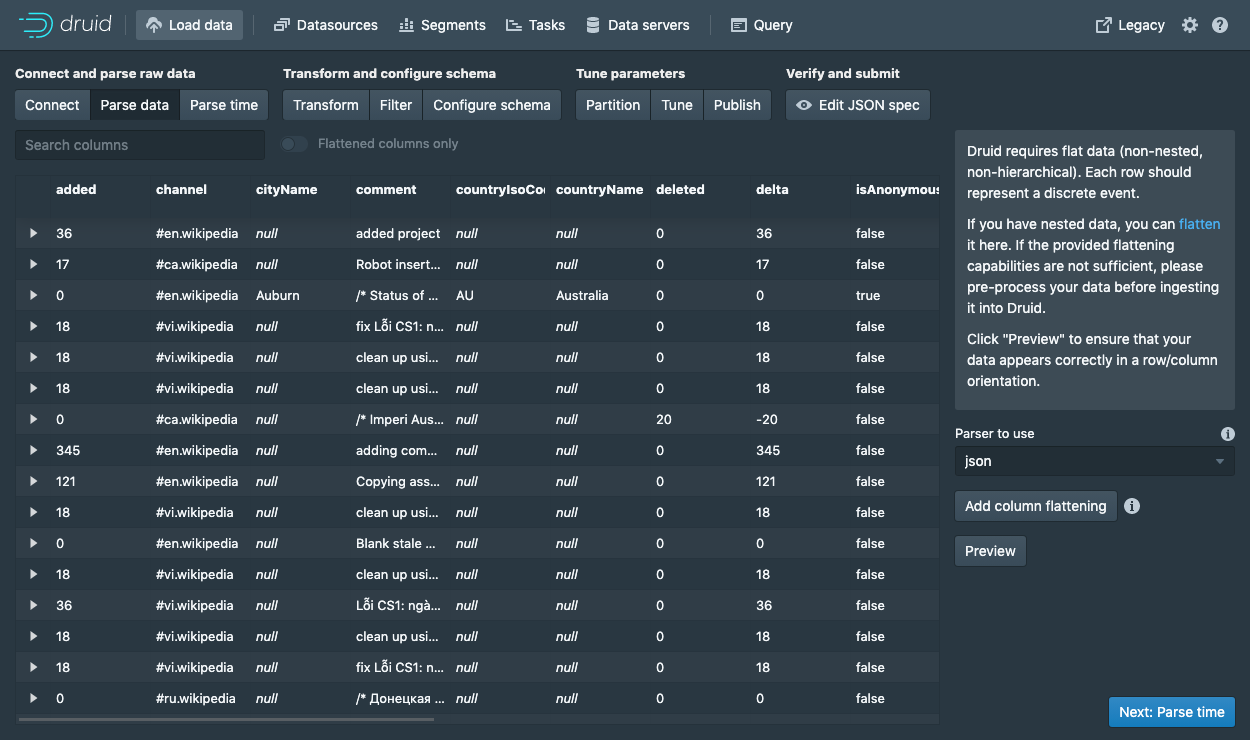 druid Load data Datasources Segments Tasks Data servers Query Legacy
Connect and parse raw data Transform and configure schema Tune parameters Verify and submit
Connect Parse data Parse time Transform Filter Configure schema Partition Tune Publish Edit JSON spec
Search columns Flattened columns only
added channel cityName comment countryIsoCo countryName deleted delta isAnonymous
36 #en.wikipedia null added project null null 0 36 false
17 #ca.wikipedia null Robot insert... null null 0 17 false
0 #en.wikipedia Auburn /* Status of ... AU Australia 0 0 true
18 #vi.wikipedia null fix Lỗi CS1: n... null null 0 18 false
18 #vi.wikipedia null clean up usi... null null 0 18 false
18 #vi.wikipedia null clean up usi... null null 0 18 false
0 #ca.wikipedia null /* Imperi Aus... null null 20 -20 false
345 #en.wikipedia null adding com... null null 0 345 false
121 #en.wikipedia null Copying ass... null null 0 121 false
18 #vi.wikipedia null clean up usi... null null 0 18 false
0 #en.wikipedia null Blank stale ... null null 0 0 false
18 #vi.wikipedia null clean up usi... null null 0 18 false
36 #vi.wikipedia null Lỗi CS1: ngà... null null 0 36 false
18 #vi.wikipedia null clean up usi... null null 0 18 false
18 #vi.wikipedia null fix Lỗi CS1: n... null null 0 18 false
0 #ru.wikipedia null /* Донецкая ... null null 0 0 false
Druid requires flat data (non-nested,
non-hierarchical). Each row should
represent a discrete event.
If you have nested data, you can flatten
it here. If the provided flattening
capabilities are not sufficient, please
pre-process your data before ingesting
it into Druid.
Click "Preview" to ensure that your
data appears correctly in a row/column
orientation.
Parser to use
json
Add column flattening
Preview
Next: Parse time